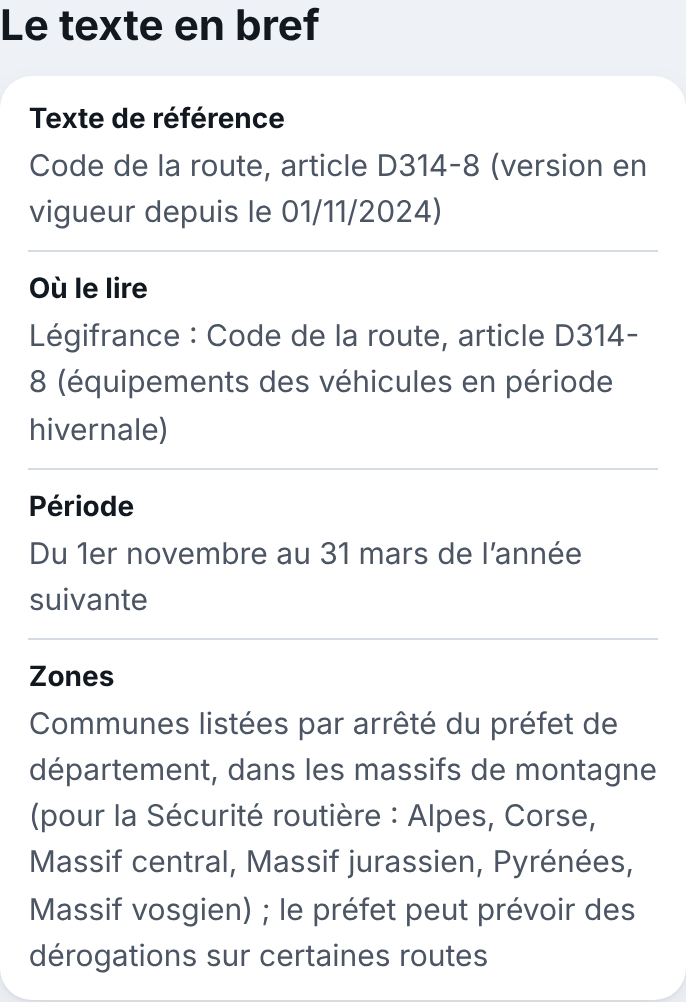 Le texte en bref
Texte de référence
Code de la route, article D314-8 (version en
vigueur depuis le 01/11/2024)
Où le lire
Légifrance : Code de la route, article D314-
8 (équipements des véhicules en période
hivernale)
Période
Du 1er novembre au 31 mars de l’année
suivante
Zones
Communes listées par arrêté du préfet de
département, dans les massifs de montagne
(pour la Sécurité routière : Alpes, Corse,
Massif central, Massif jurassien, Pyrénées,
Massif vosgien) ; le préfet peut prévoir des
dérogations sur certaines routes